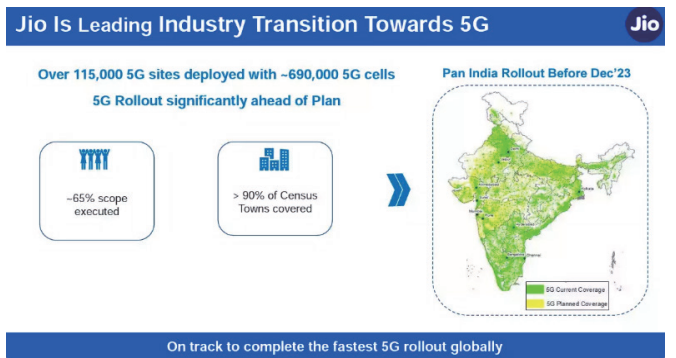 Jio Is Leading Industry Transition Towards 5G
Jio
Over 115,000 5G sites deployed with ~690,000 5G cells
5G Rollout significantly ahead of Plan
~65% scope
executed
> 90% of Census
Towns covered
Pan India Rollout Before Dec'23
5G Current Coverage
5G Planned Coverage
On track to complete the fastest 5G rollout globally